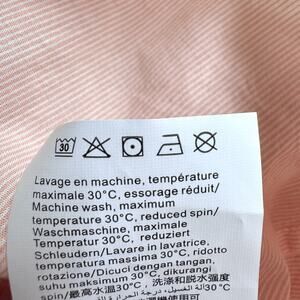 30
Lavage en machine, température
maximale 30°C, essorage réduit/
Machine wash, maximum
temperature 30°C, reduced spin/
Waschmaschine, maximale
Temperatur 30°C, reduziert
Schleudern/Lavare in lavatrice,
temperatura massima 30°C, ridotto
rotazione/Dicuci dengan tangan,
suhu maximum 30°C, dikurangi
spin/最高水温30°C, 洗涤和脱水强度